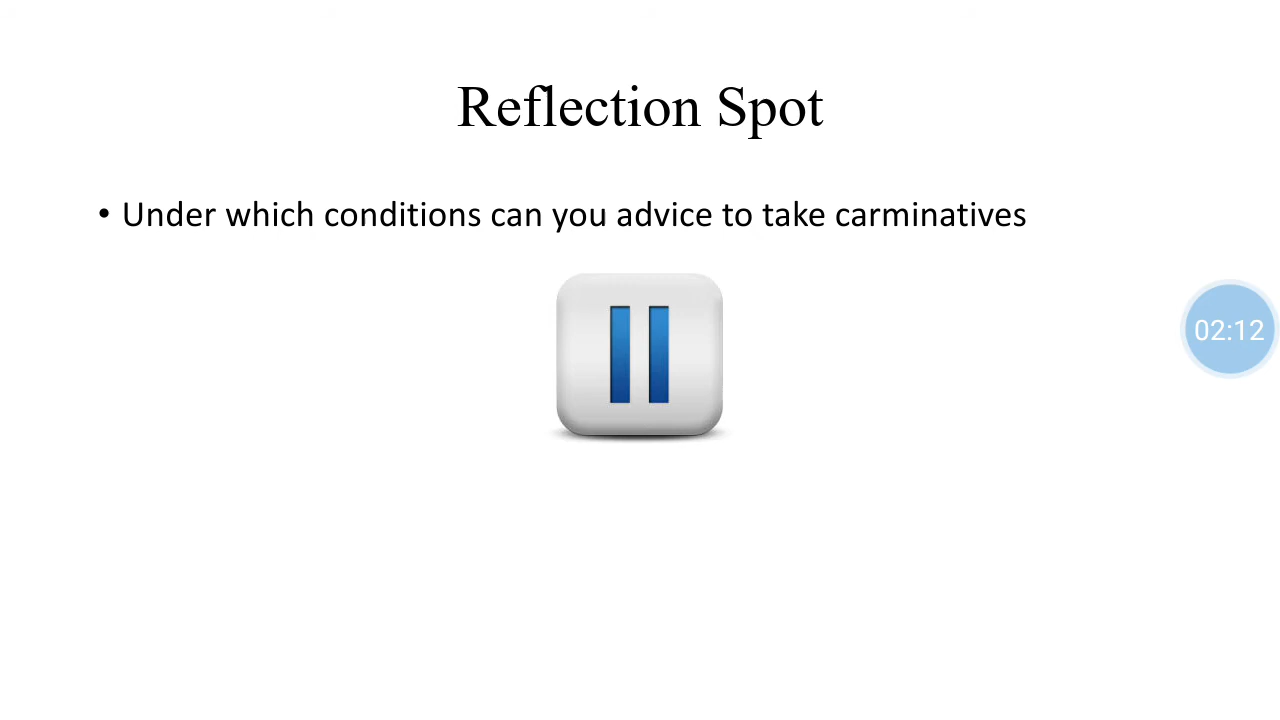 Reflection Spot
• Under which conditions can you advice to take carminatives
02:12